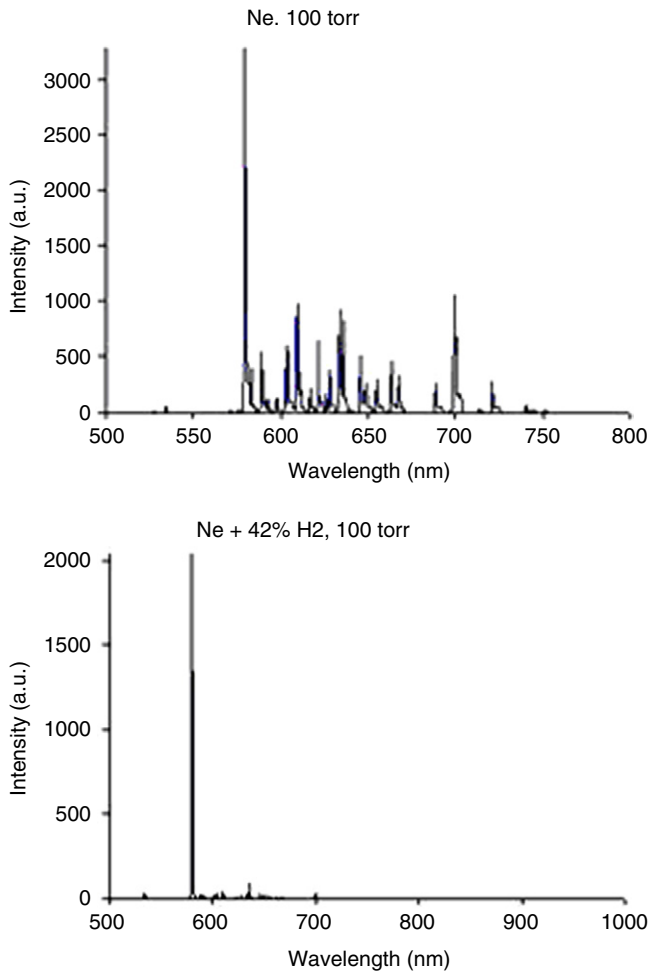 Ne. 100 torr
3000
2500
2000
1500
1000
500
0
Intensity (a.u.)
500 550 600 650 700 750 800
Wavelength (nm)
Ne + 42% H2, 100 torr
2000
1500
1000
500
0
Intensity (a.u.)
500 600 700 800 900 1000
Wavelength (nm)